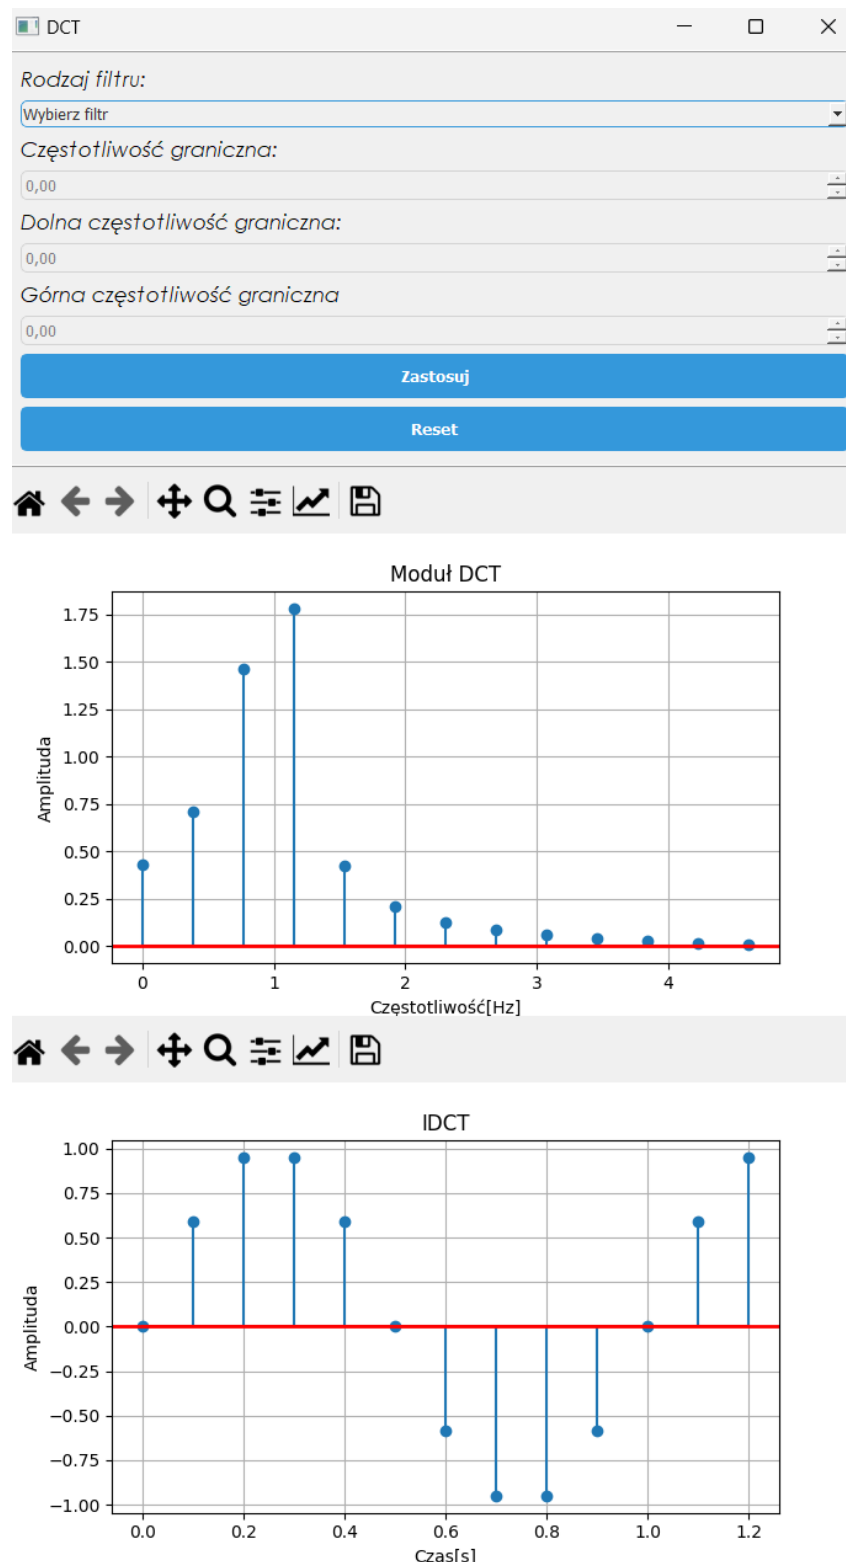 DCT
Rodzaj filtru:
Wybierz filtr
Częstotliwość graniczna:
0,00
Dolna częstotliwość graniczna:
0,00
Górna częstotliwość graniczna
0,00
Zastosuj
Reset
Moduł DCT
Amplituda
1.75
1.50
1.25
1.00
0.75
0.50
0.25
0.00
0 1 2 3 4
Częstotliwość[Hz]
IDCT
Amplituda
1.00
0.75
0.50
0.25
0.00
−0.25
−0.50
−0.75
−1.00
0.0 0.2 0.4 0.6 0.8 1.0 1.2
Czas[s]